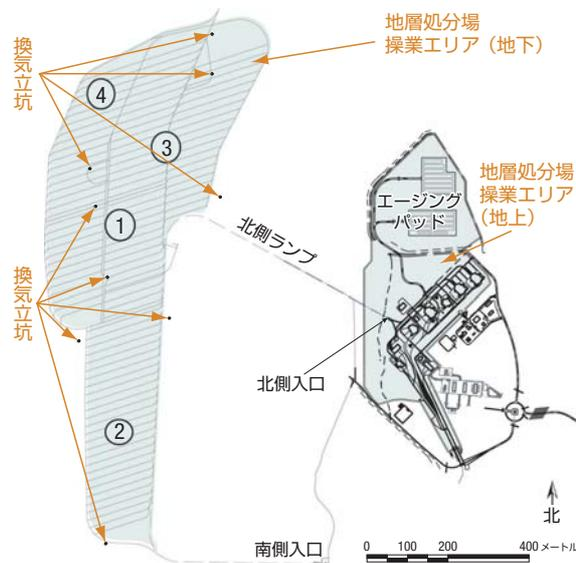 換気立坑
地層処分場
操業エリア（地下）
④
③
①
②
換気立坑
地層処分場
操業エリア
（地上）
エージング
パッド
北側ランプ
北側入口
南側入口
北
0 100 200 400 メートル